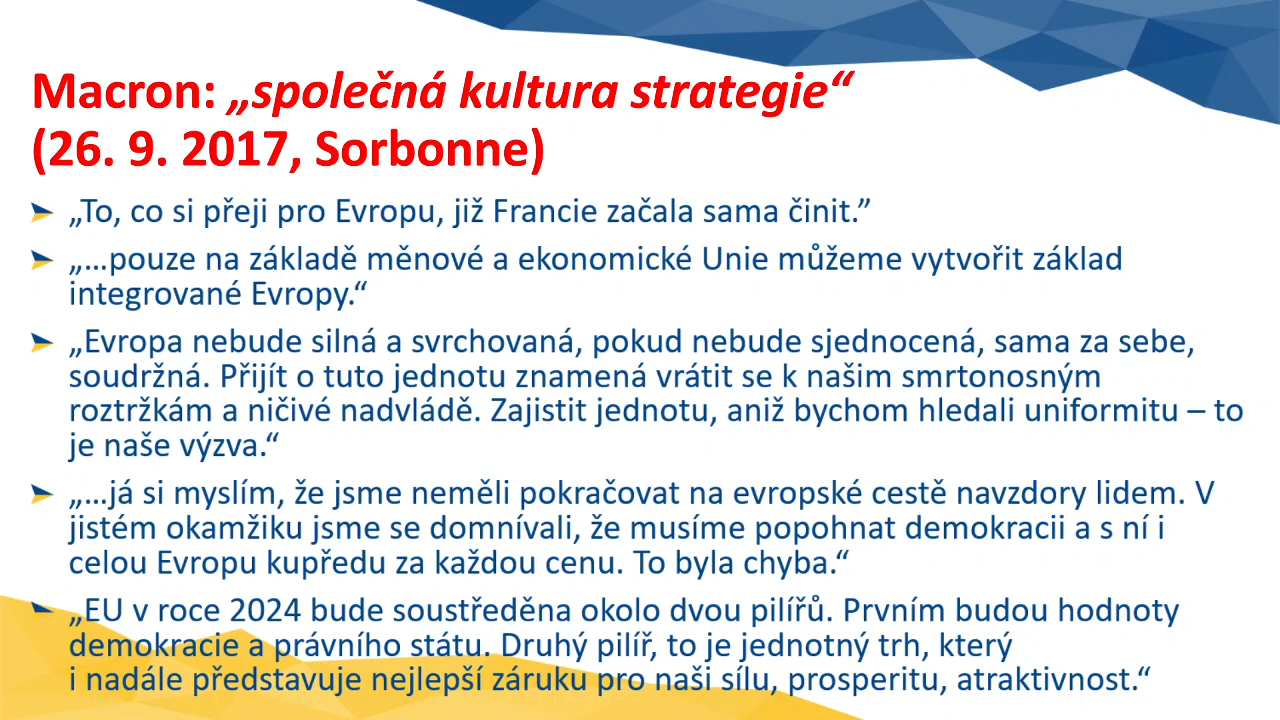 Macron: „společná kultura strategie“
(26. 9. 2017, Sorbonne)
„To, co si přeji pro Evropu, již Francie začala sama činit.”
„…pouze na základě měnové a ekonomické Unie můžeme vytvořit základ
integrované Evropy.“
„Evropa nebude silná a svrchovaná, pokud nebude sjednocená, sama za sebe,
soudržná. Přijít o tuto jednotu znamená vrátit se k našim smrtonosným
roztržkám a ničivé nadvládě. Zajistit jednotu, aniž bychom hledali uniformitu – to
je naše výzva.“
„…já si myslím, že jsme neměli pokračovat na evropské cestě navzdory lidem. V
jistém okamžiku jsme se domnívali, že musíme popohnat demokracii a s ní i
celou Evropu kupředu za každou cenu. To byla chyba.“
„EU v roce 2024 bude soustředěna okolo dvou pilířů. Prvním budou hodnoty
demokracie a právního státu. Druhý pilíř, to je jednotný trh, který
i nadále představuje nejlepší záruku pro naši sílu, prosperitu, atraktivnost.“